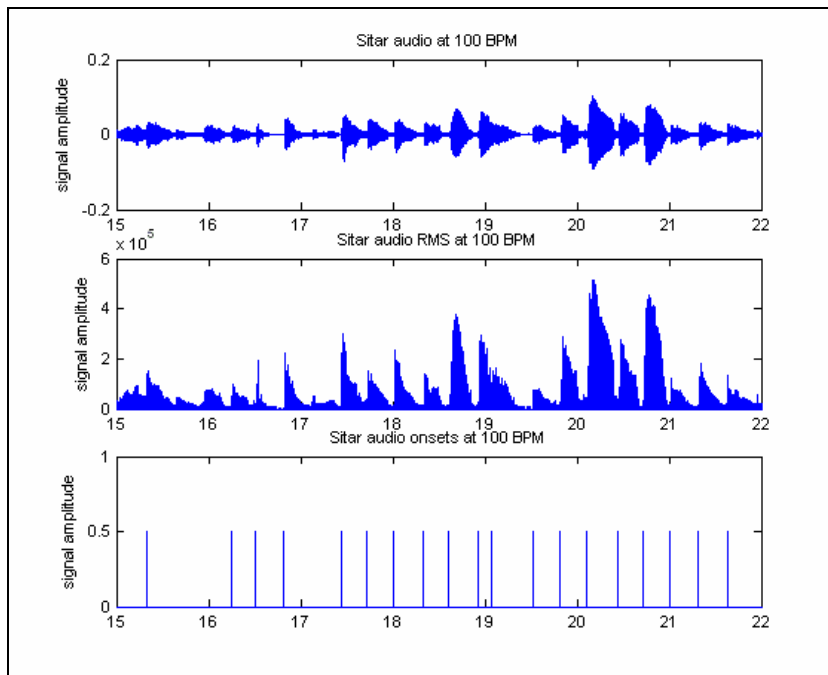 Sitar audio at 100 BPM
signal amplitude
0.2
0
-0.2
15 16 17 18 19 20 21 22
x 10^5
Sitar audio RMS at 100 BPM
signal amplitude
6
4
2
0
15 16 17 18 19 20 21 22
Sitar audio onsets at 100 BPM
signal amplitude
1
0.5
0
15 16 17 18 19 20 21 22